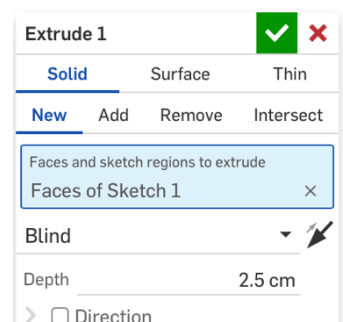 Extrude 1
Solid Surface Thin
New Add Remove Intersect
Faces and sketch regions to extrude
Faces of Sketch 1
Blind
Depth 2.5 cm
Direction